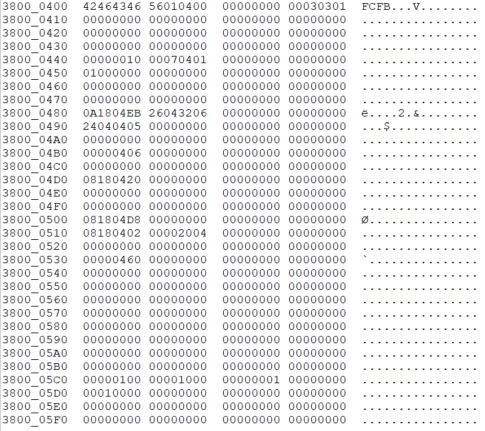 3800_0400 42464346 56010400 00000000 00030301 FCFB...V........
3800_0410 00000000 00000000 00000000 00000000 ................
3800_0420 00000000 00000000 00000000 00000000 ................
3800_0430 00000000 00000000 00000000 00000000 ................
3800_0440 00000010 00070401 00000000 00000000 ................
3800_0450 01000000 00000000 00000000 00000000 ................
3800_0460 00000000 00000000 00000000 00000000 ................
3800_0470 00000000 00000000 00000000 00000000 ................
3800_0480 0A1804EB 26043206 00000000 00000000 ë....2.&........
3800_0490 24040405 00000000 00000000 00000000 ...$............
3800_04A0 00000000 00000000 00000000 00000000 ................
3800_04B0 00000406 00000000 00000000 00000000 ................
3800_04C0 00000000 00000000 00000000 00000000 ................
3800_04D0 08180420 00000000 00000000 00000000 ................
3800_04E0 00000000 00000000 00000000 00000000 ................
3800_04F0 00000000 00000000 00000000 00000000 ................
3800_0500 081804D8 00000000 00000000 00000000 Ø...............
3800_0510 08180402 00002004 00000000 00000000 ................
3800_0520 00000000 00000000 00000000 00000000 ................
3800_0530 00000460 00000000 00000000 00000000 `...............
3800_0540 00000000 00000000 00000000 00000000 ................
3800_0550 00000000 00000000 00000000 00000000 ................
3800_0560 00000000 00000000 00000000 00000000 ................
3800_0570 00000000 00000000 00000000 00000000 ................
3800_0580 00000000 00000000 00000000 00000000 ................
3800_0590 00000000 00000000 00000000 00000000 ................
3800_05A0 00000000 00000000 00000000 00000000 ................
3800_05B0 00000000 00000000 00000000 00000000 ................
3800_05C0 00000100 00001000 00000001 00000000 ................
3800_05D0 00010000 00000000 00000000 00000000 ................
3800_05E0 00000000 00000000 00000000 00000000 ................
3800_05F0 00000000 00000000 00000000 00000000 ................